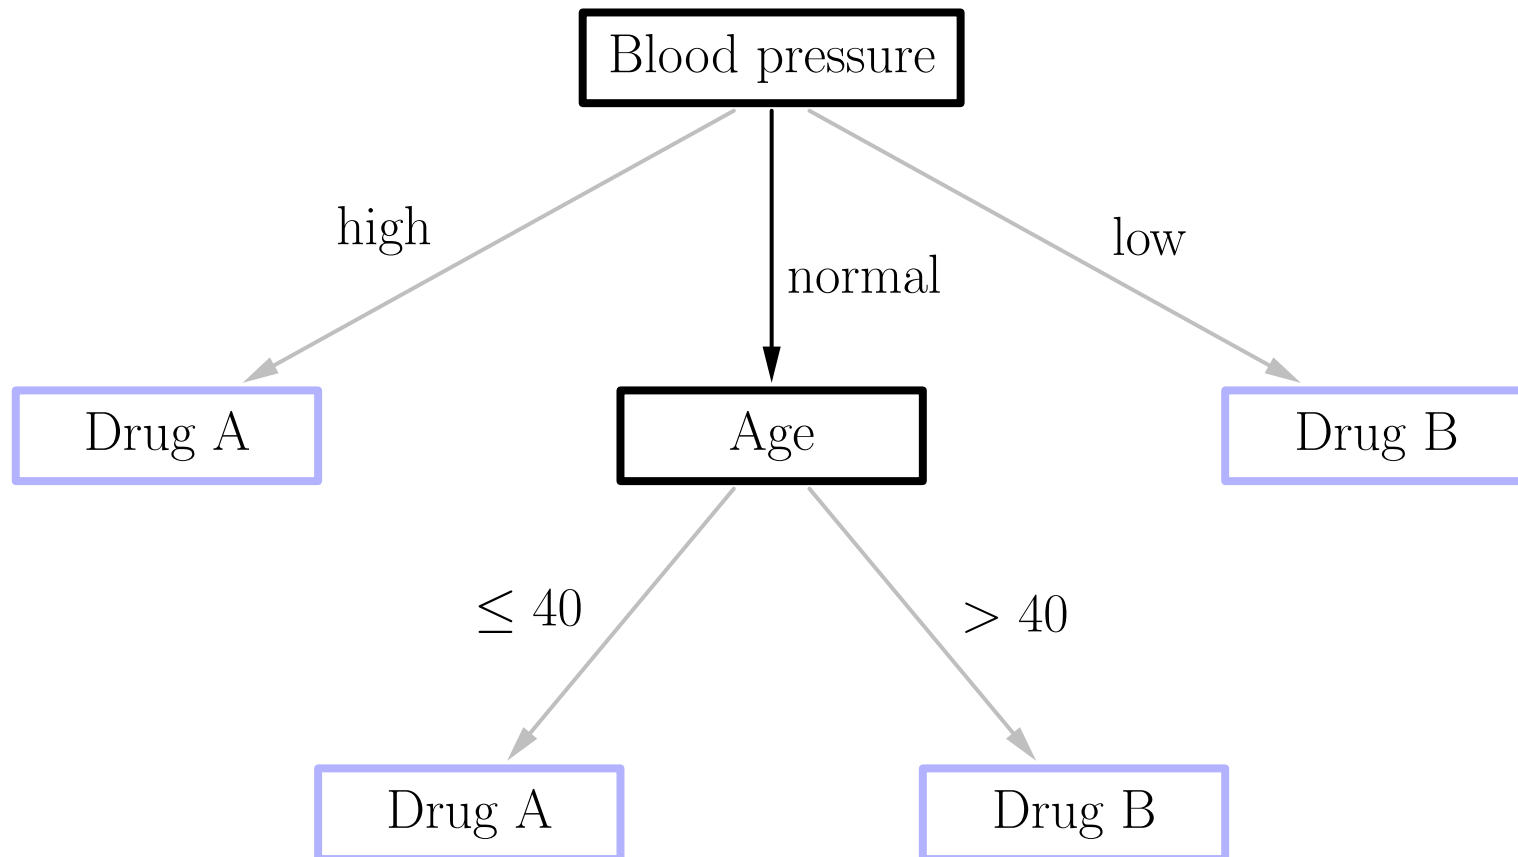 Blood pressure
high
normal
low
Drug A
Age
Drug B
≤ 40
> 40
Drug A
Drug B